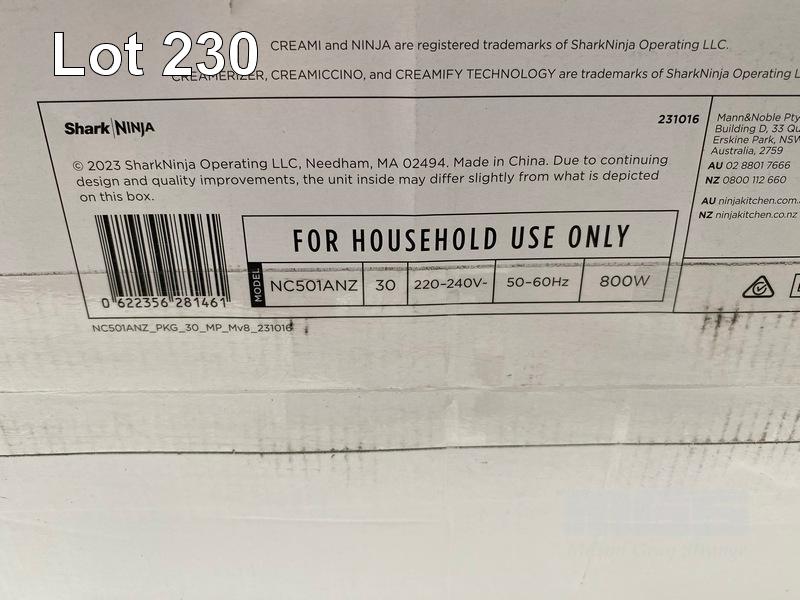 Lot 230
CREAMI and NINJA are registered trademarks of SharkNinja Operating LLC.
CREAMERIZER, CREAMICCINO, and CREAMIFY TECHNOLOGY are trademarks of SharkNinja Operating
Shark NINJA
231016
© 2023 SharkNinja Operating LLC, Needham, MA 02494. Made in China. Due to continuing
design and quality improvements, the unit inside may differ slightly from what is depicted
on this box.
0 622356 281461
FOR HOUSEHOLD USE ONLY
MODEL NC501ANZ 30 220-240V~ 50-60Hz 800W
NC501ANZ_PKG_30_MP_Mv8_231016
Mann&Noble Pty
Building D, 33
Erskine Park, NSW
Australia, 2759
AU 02 8801 7666
NZ 0800 112 660
AU ninjakitchen.com.
NZ ninjakitchen.co.nz